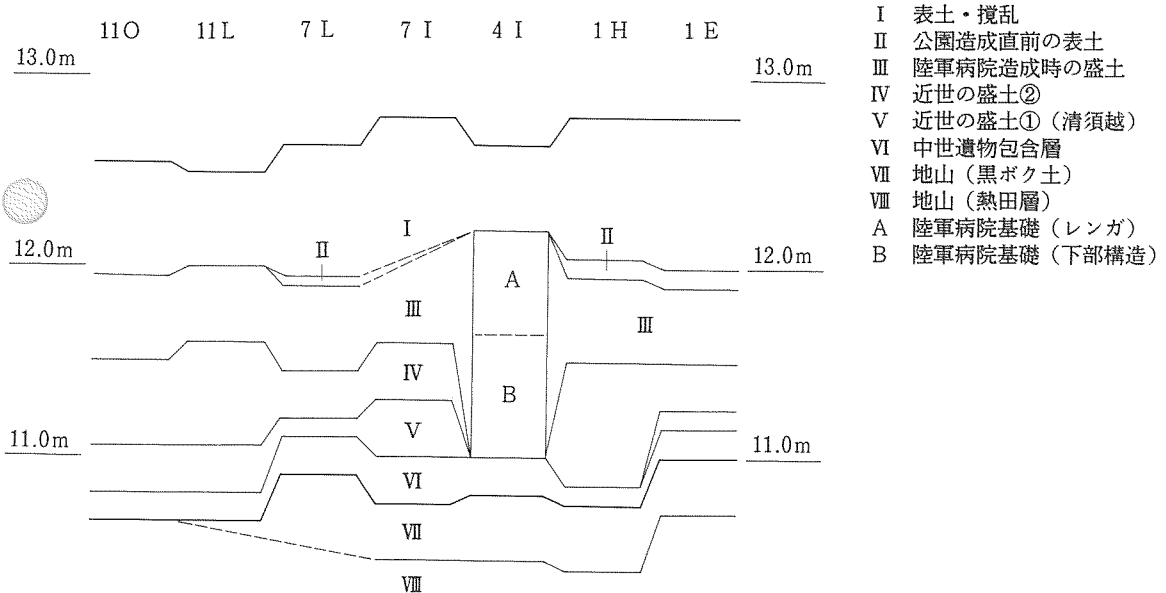 11O 11L 7L 7I 4I 1H 1E
13.0m
13.0m
I
II
II
12.0m
12.0m
A
III
III
IV
B
V
11.0m
11.0m
VI
VII
VIII
I 表土・撹乱
II 公園造成直前の表土
III 陸軍病院造成時の盛土
IV 近世の盛土②
V 近世の盛土①（清須越）
VI 中世遺物包含層
VII 地山（黒ボク土）
VIII 地山（熱田層）
A 陸軍病院基礎（レンガ）
B 陸軍病院基礎（下部構造）